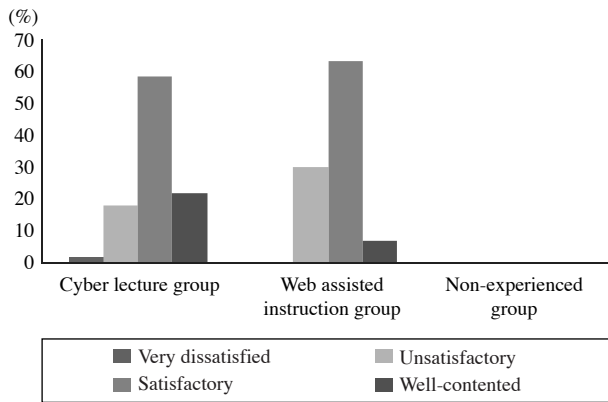 (%)
70
60
50
40
30
20
10
0
Cyber lecture group
Web assisted
instruction group
Non-experienced
group
Very dissatisfied
Unsatisfactory
Satisfactory
Well-contented